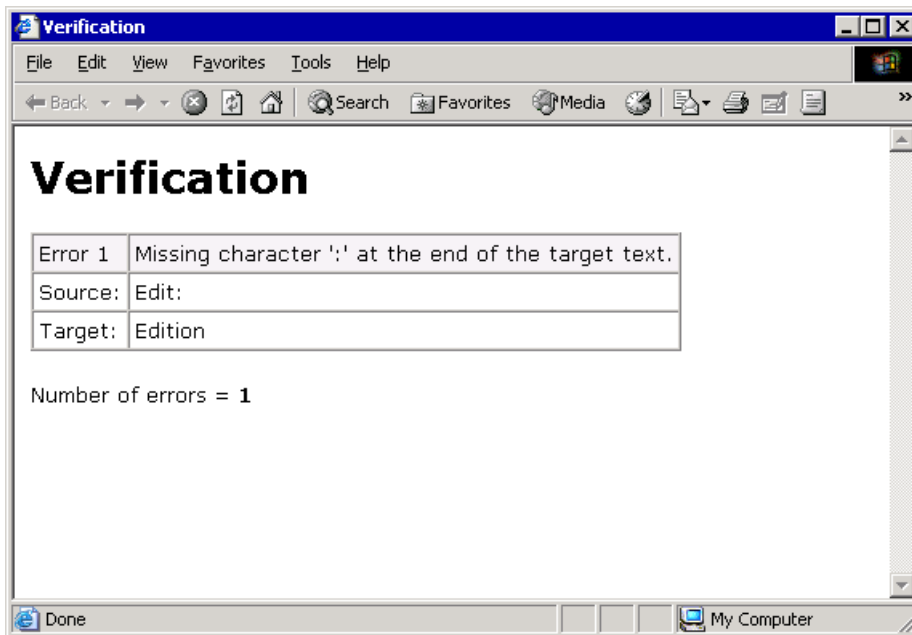 Verification
File Edit View Favorites Tools Help
Back Search Favorites Media »
Verification
Error 1 Missing character ':' at the end of the target text.
Source: Edit:
Target: Edition
Number of errors = 1
Done My Computer